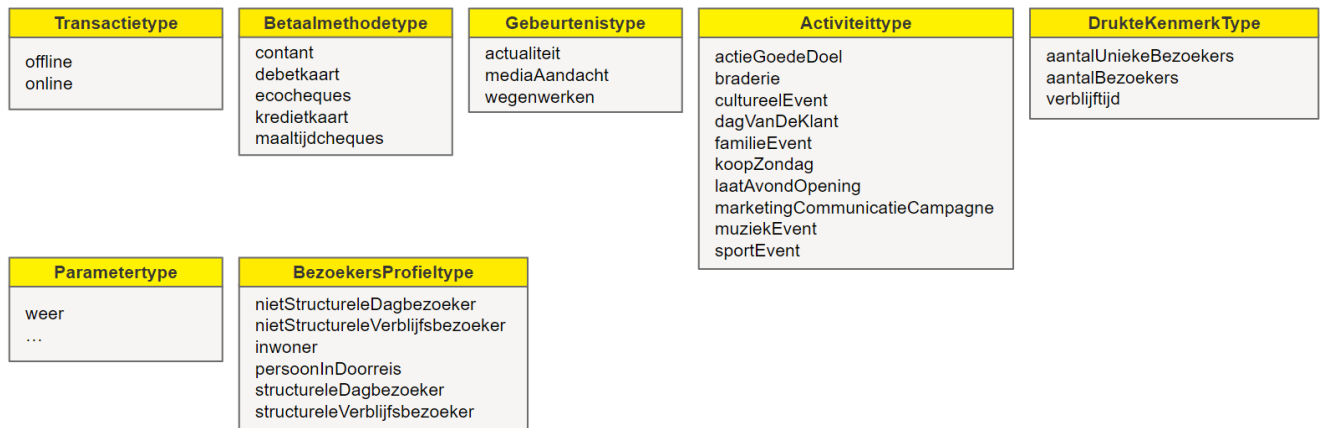 Transactietype
offline
online
Betaalmethodetype
contant
debetkaart
ecocheques
kredietkaart
maaltijdcheques
Gebeurtenistype
actualiteit
mediaAandacht
wegenwerken
Activiteittype
actieGoedeDoel
braderie
cultureelEvent
dagVanDeKlant
familieEvent
koopZondag
laatAvondOpening
marketingCommunicatieCampagne
muziekEvent
sportEvent
DrukteKenmerkType
aantalUniekeBezoekers
aantalBezoekers
verblijftijd
Parametertype
weer
...
BezoekersProfieltype
nietStructureleDagbezoeker
nietStructureleVerblijfsbezoeker
inwoner
persoonInDoorreis
structureleDagbezoeker
structureleVerblijfsbezoeker